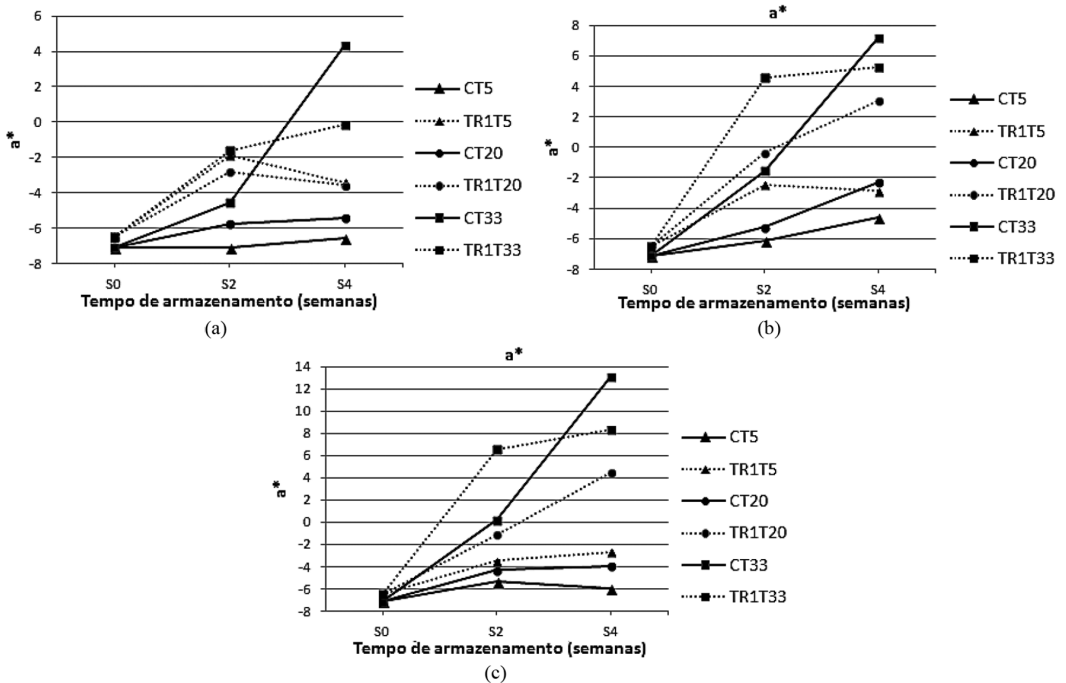 6
4
2
0
-2
-4
-6
-8
a*
S0
S2
S4
Tempo de armazenamento (semanas)
CT5
TR1T5
CT20
TR1T20
CT33
TR1T33
(a)
a*
8
6
4
2
0
-2
-4
-6
-8
a*
S0
S2
S4
Tempo de armazenamento (semanas)
CT5
TR1T5
CT20
TR1T20
CT33
TR1T33
(b)
a*
14
12
10
8
6
4
2
0
-2
-4
-6
-8
a*
S0
S2
S4
Tempo de armazenamento (semanas)
CT5
TR1T5
CT20
TR1T20
CT33
TR1T33
(c)